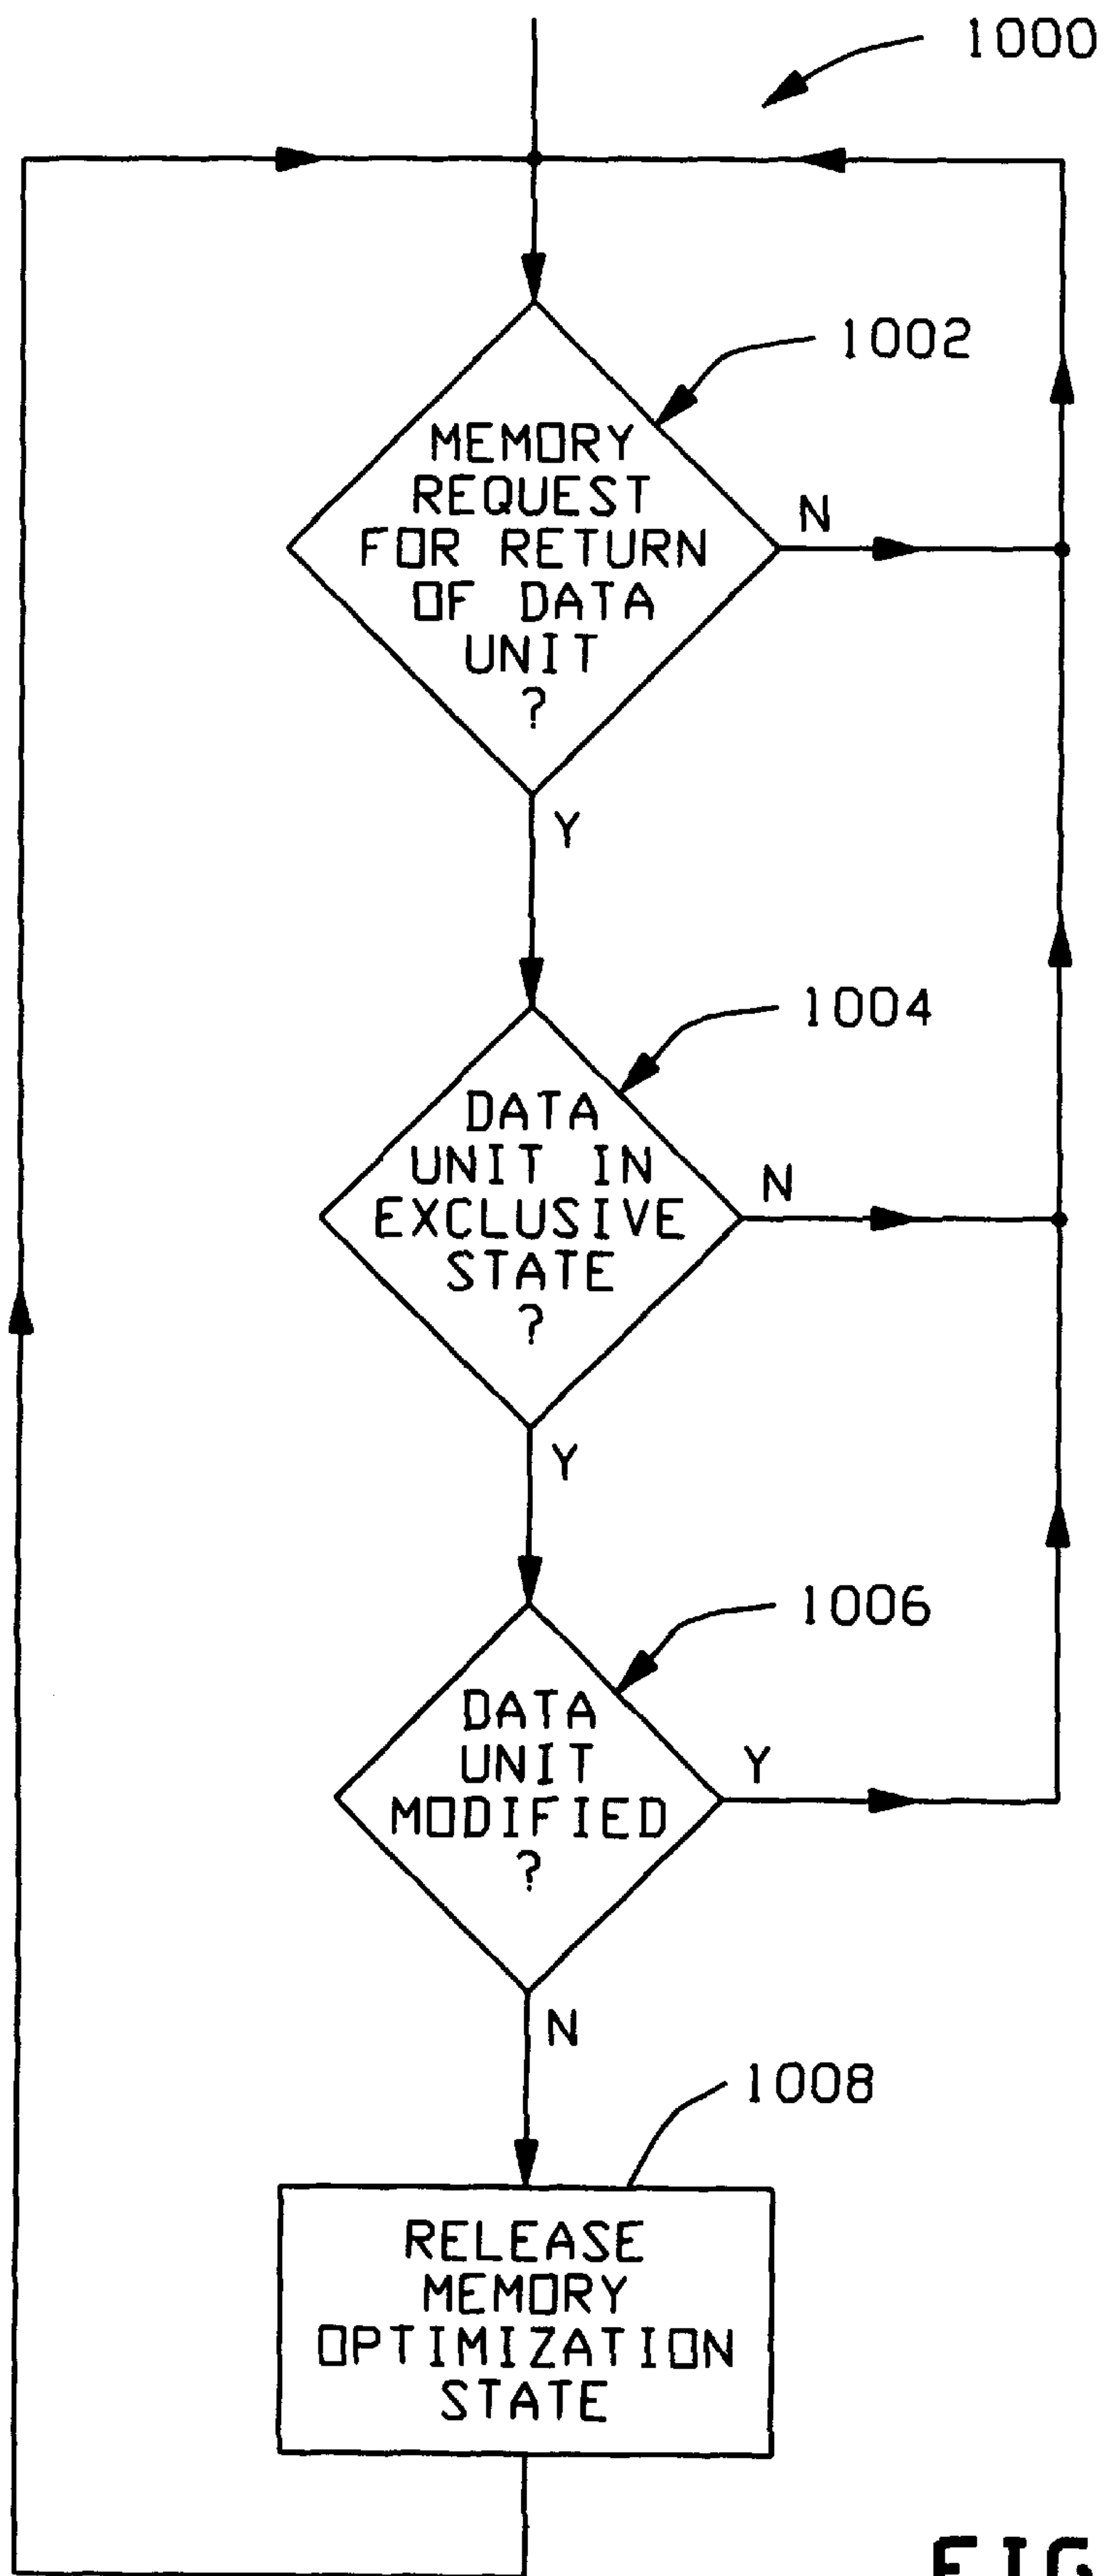 1000
1002
MEMORY
REQUEST
FOR RETURN
OF DATA
UNIT
?
N
Y
1004
DATA
UNIT IN
EXCLUSIVE
STATE
?
N
Y
1006
DATA
UNIT
MODIFIED
?
Y
N
1008
RELEASE
MEMORY
OPTIMIZATION
STATE